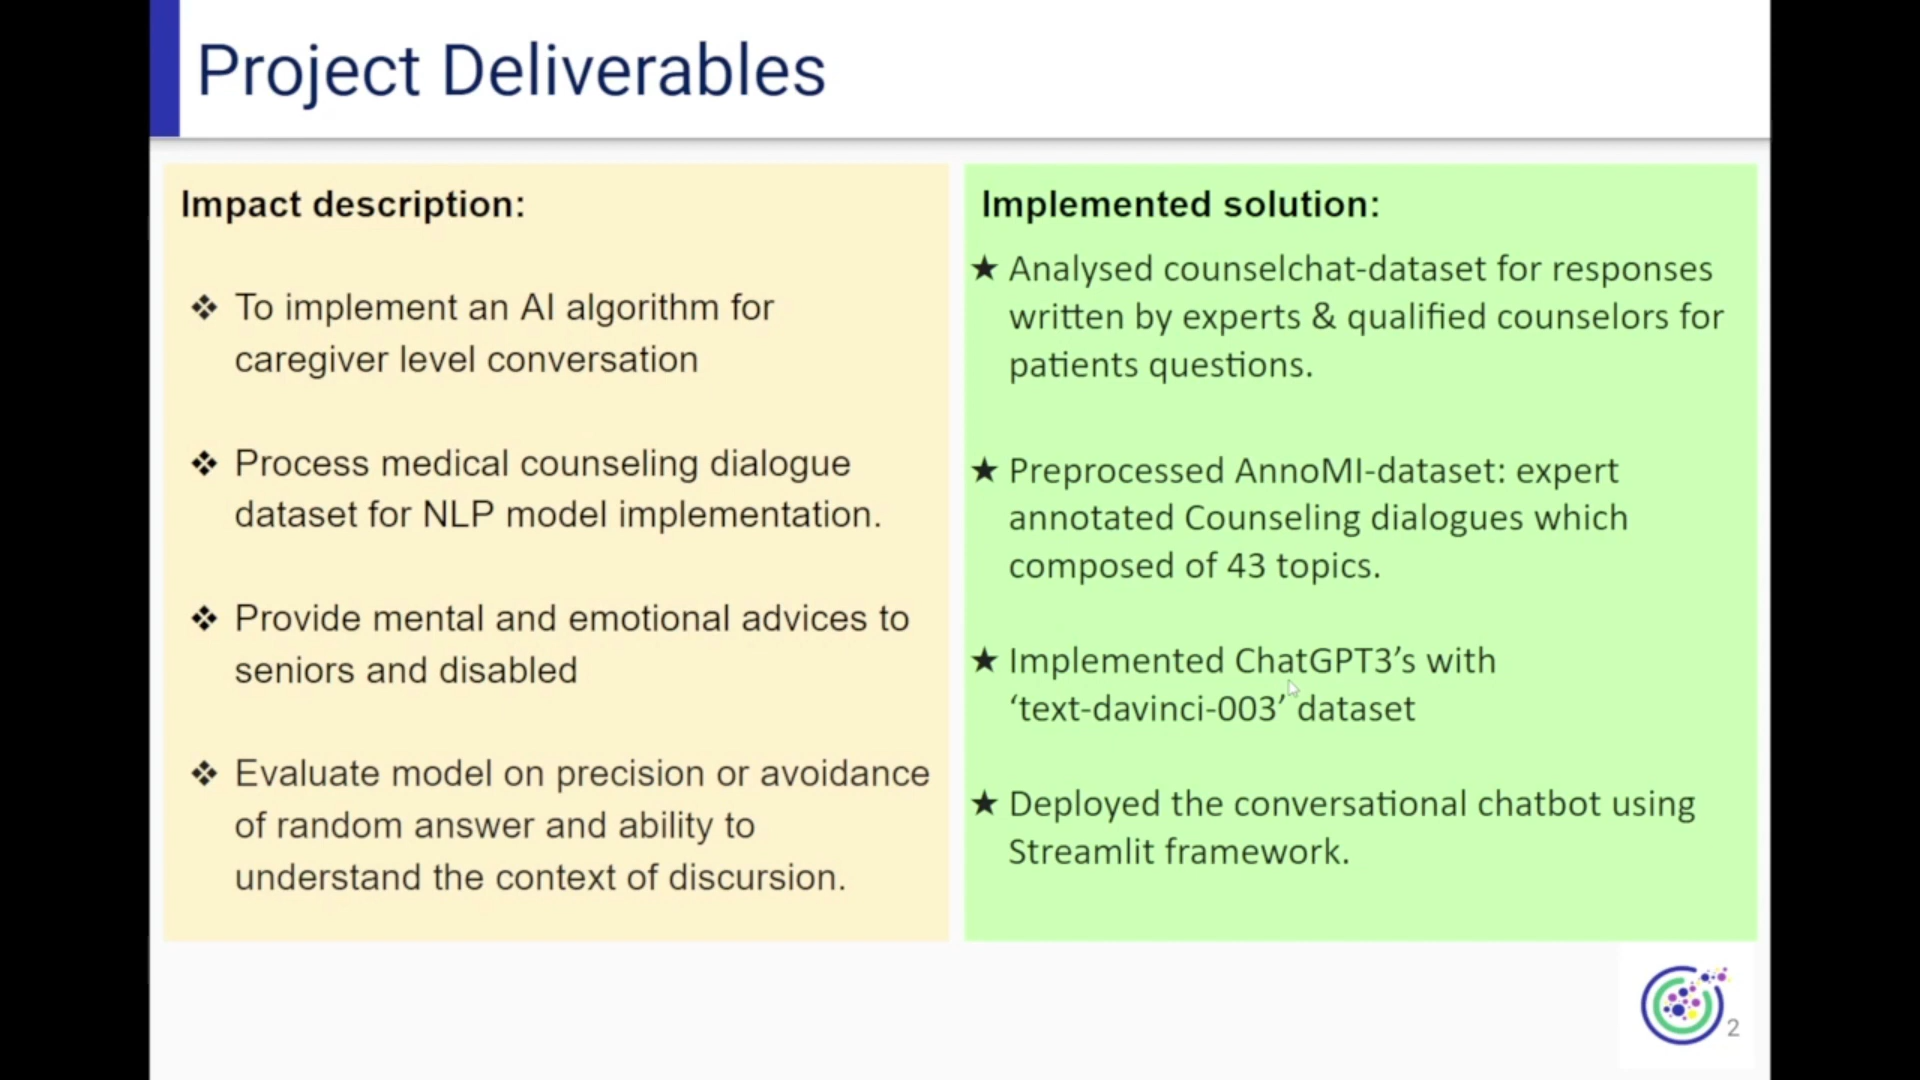 Project Deliverables
Impact description:
❖ To implement an AI algorithm for
caregiver level conversation
❖ Process medical counseling dialogue
dataset for NLP model implementation.
❖ Provide mental and emotional advices to
seniors and disabled
❖ Evaluate model on precision or avoidance
of random answer and ability to
understand the context of discursion.
Implemented solution:
★ Analysed counselchat-dataset for responses
written by experts & qualified counselors for
patients questions.
★ Preprocessed AnnoMI-dataset: expert
annotated Counseling dialogues which
composed of 43 topics.
★ Implemented ChatGPT3’s with
‘text-davinci-003’ dataset
★ Deployed the conversational chatbot using
Streamlit framework.
2